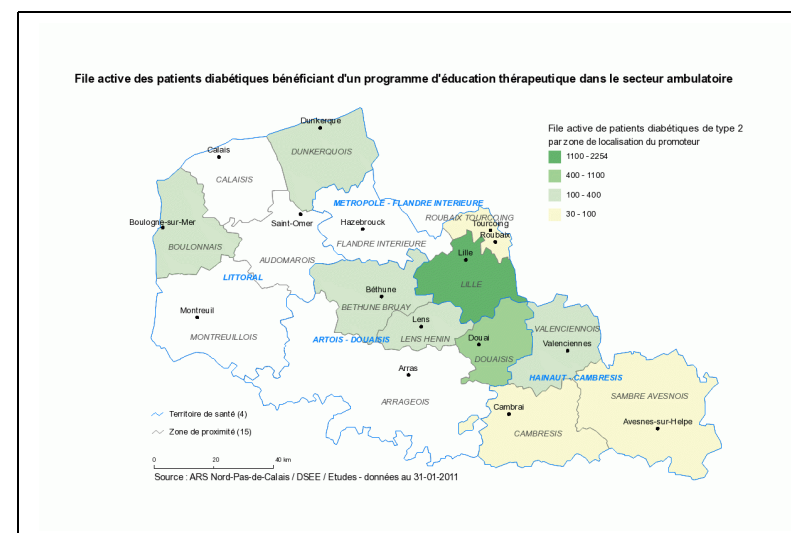 File active des patients diabétiques bénéficiant d'un programme d'éducation thérapeutique dans le secteur ambulatoire
File active de patients diabétiques de type 2
par zone de localisation du promoteur
1100 - 2254
400 - 1100
100 - 400
30 - 100
Dunkerque
DUNKERQUOIS
Calais
CALAISIS
METROPOLE - FLANDRE INTERIEURE
Boulogne-sur-Mer
Saint-Omer
Hazebrouck
ROUBAIX TOURCOING
Tourcoing
Roubaix
BOULONNAIS
FLANDRE INTERIEURE
AUDOMAROIS
Lille
LITTORAL
LILLE
Béthune
BETHUNE BRUAY
Montreuil
MONTREUILLOIS
Lens
LENS HENIN
ARTOIS - DOUAISIS
Douai
DOUAISIS
VALENCIENNOIS
Valenciennes
Arras
HAINAUT - CAMBRESIS
ARRAGEOIS
SAMBRE AVESNOIS
Cambrai
CAMBRESIS
Avesnes-sur-Helpe
Territoire de santé (4)
Zone de proximité (15)
0 20 40 km
Source : ARS Nord-Pas-de-Calais / DSEE / Etudes - données au 31-01-2011